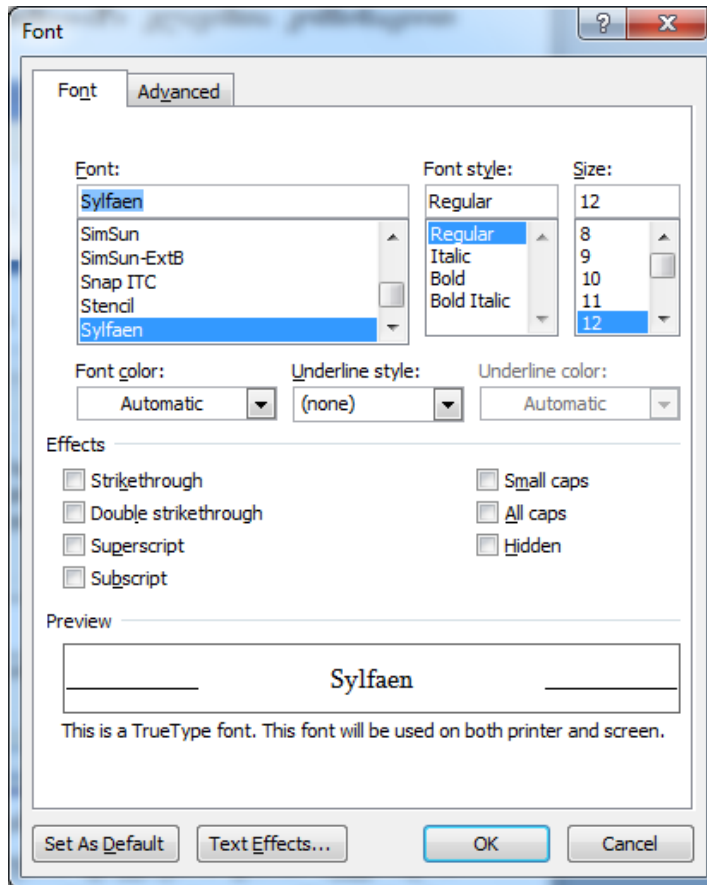 Font
Font Advanced
Font: Font style: Size:
Sylfaen Regular 12
SimSun Regular 8
SimSun-ExtB Italic 9
Snap ITC Bold 10
Stencil Bold Italic 11
Sylfaen 12
Font color: Underline style: Underline color:
Automatic (none) Automatic
Effects
Strikethrough Small caps
Double strikethrough All caps
Superscript Hidden
Subscript
Preview
Sylfaen
This is a TrueType font. This font will be used on both printer and screen.
Set As Default Text Effects... OK Cancel